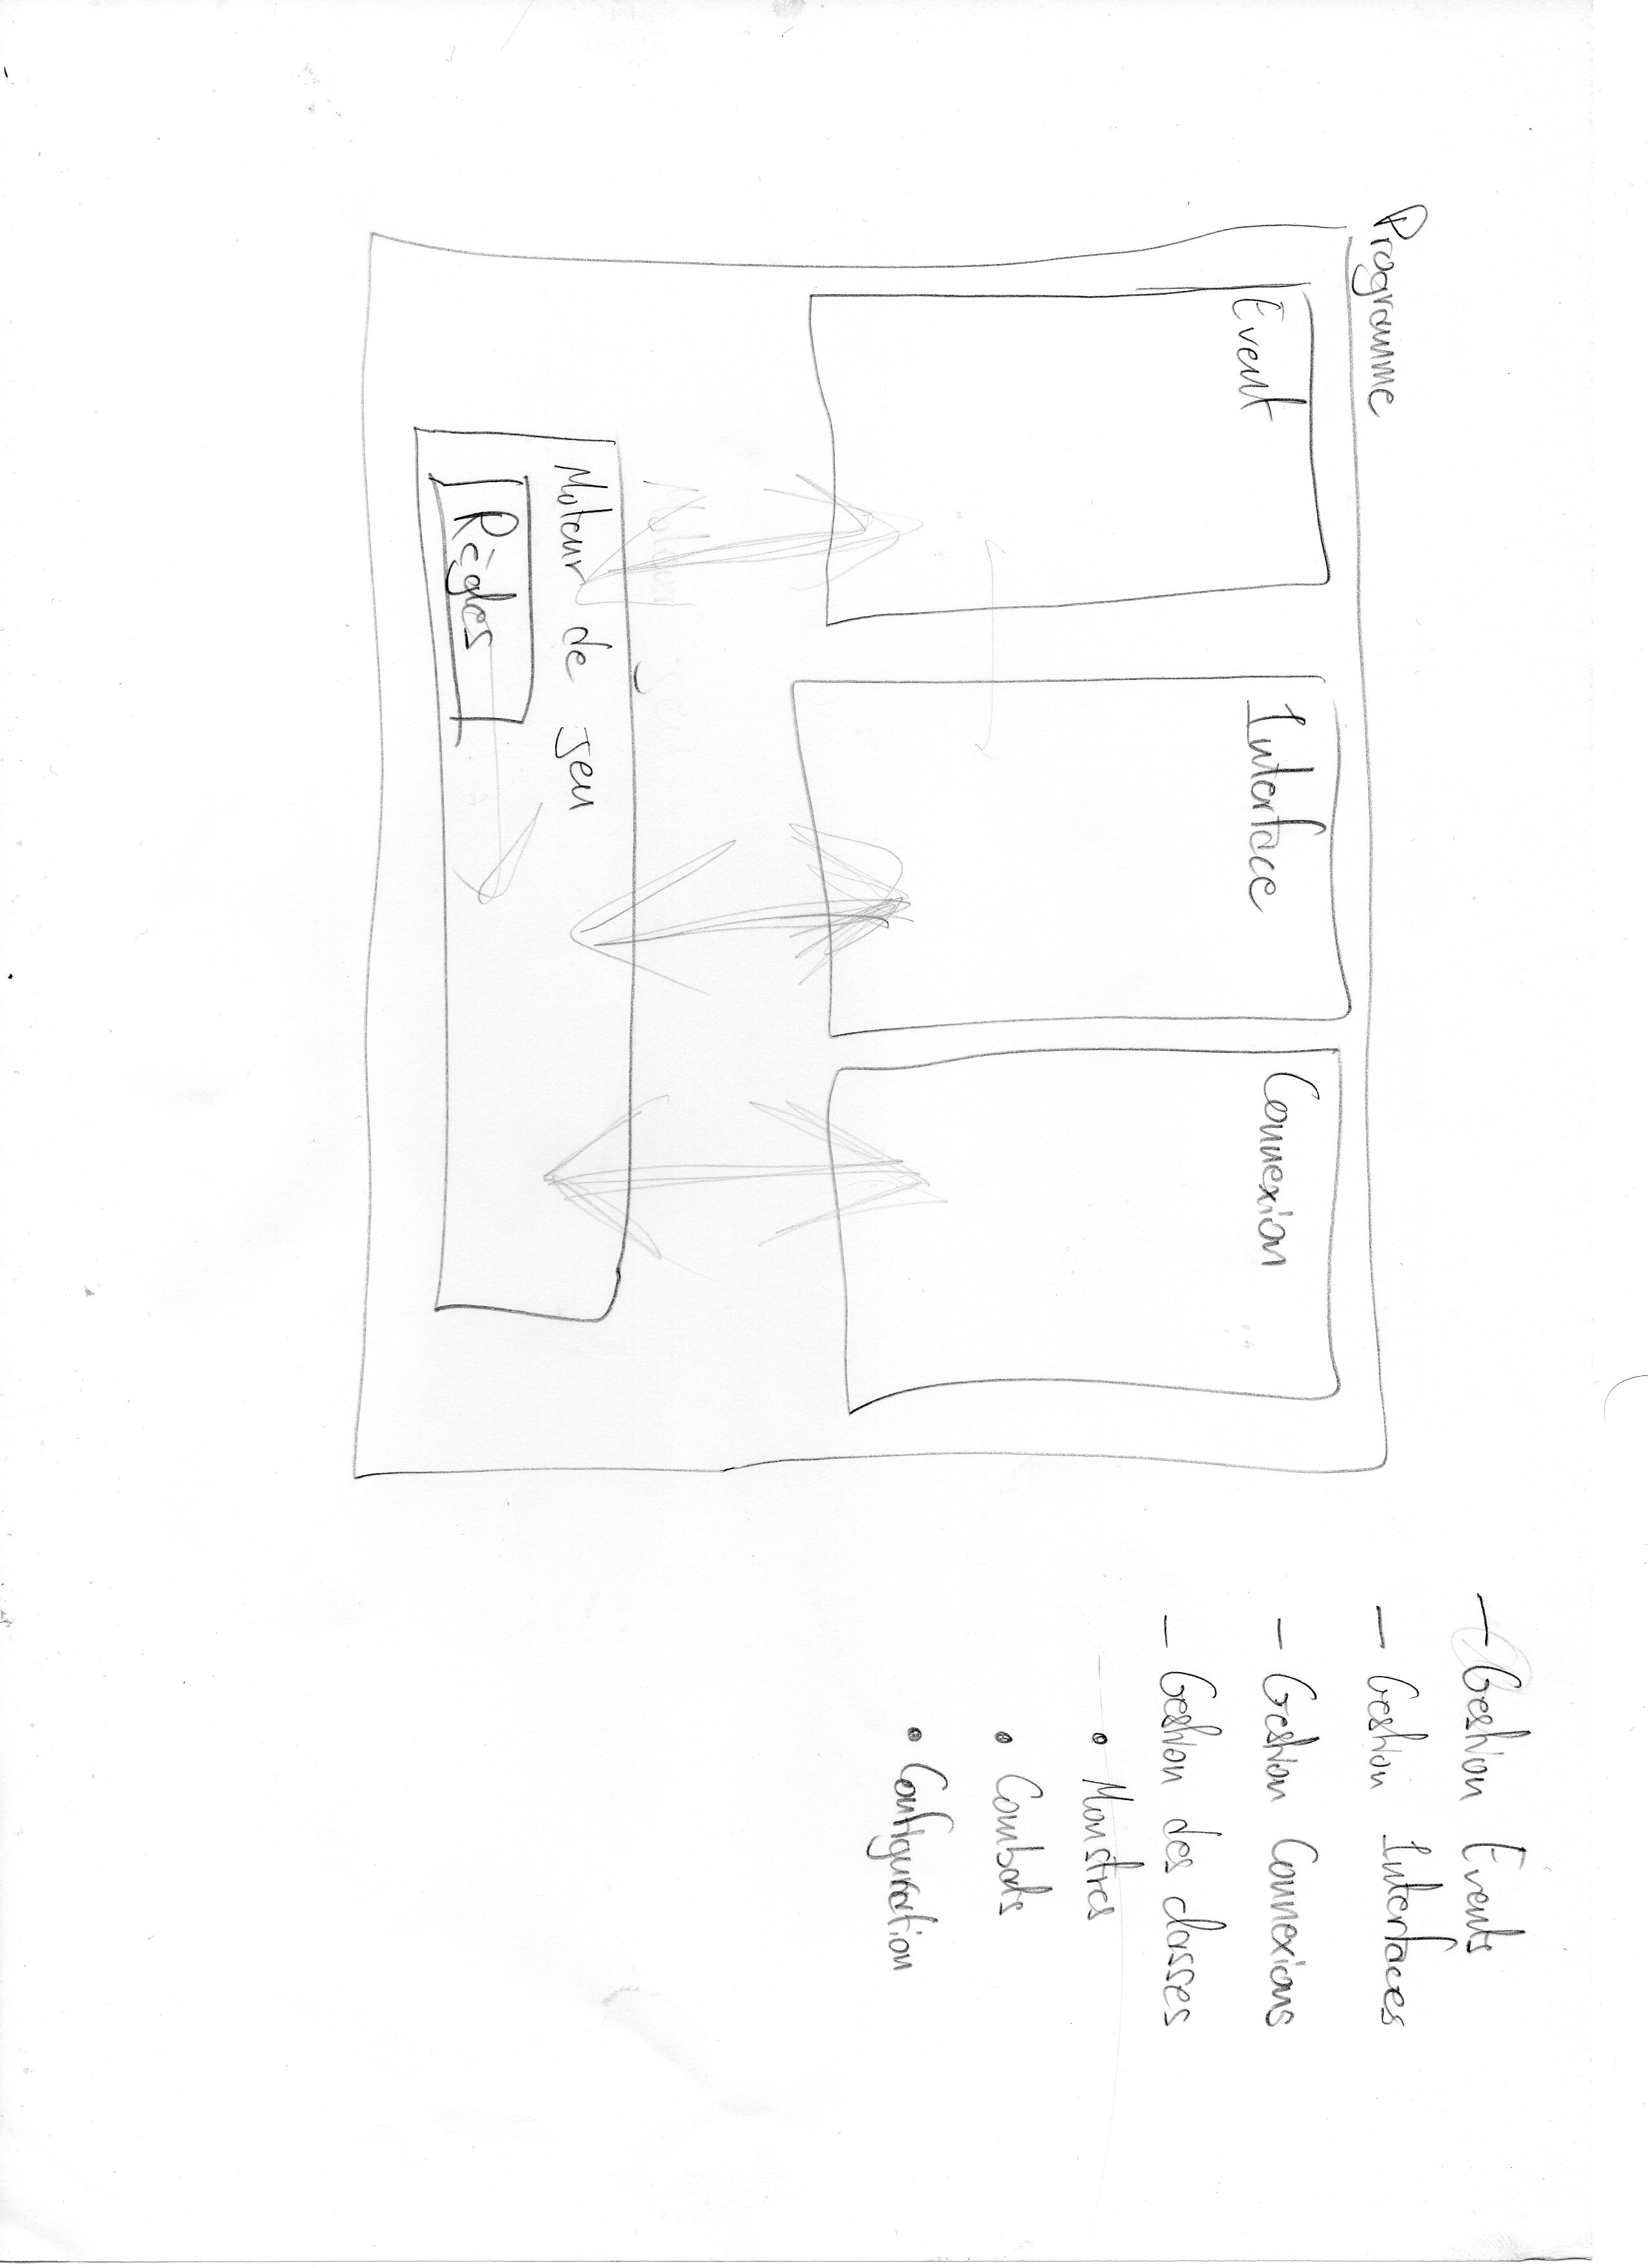 Programme
Event
Interface
Connexion
Moteur de jeu
Règles
- Gestion Events
- Gestion Interfaces
- Gestion Connexions
- Gestion des classes
• Monstres
• Combats
• Configuration